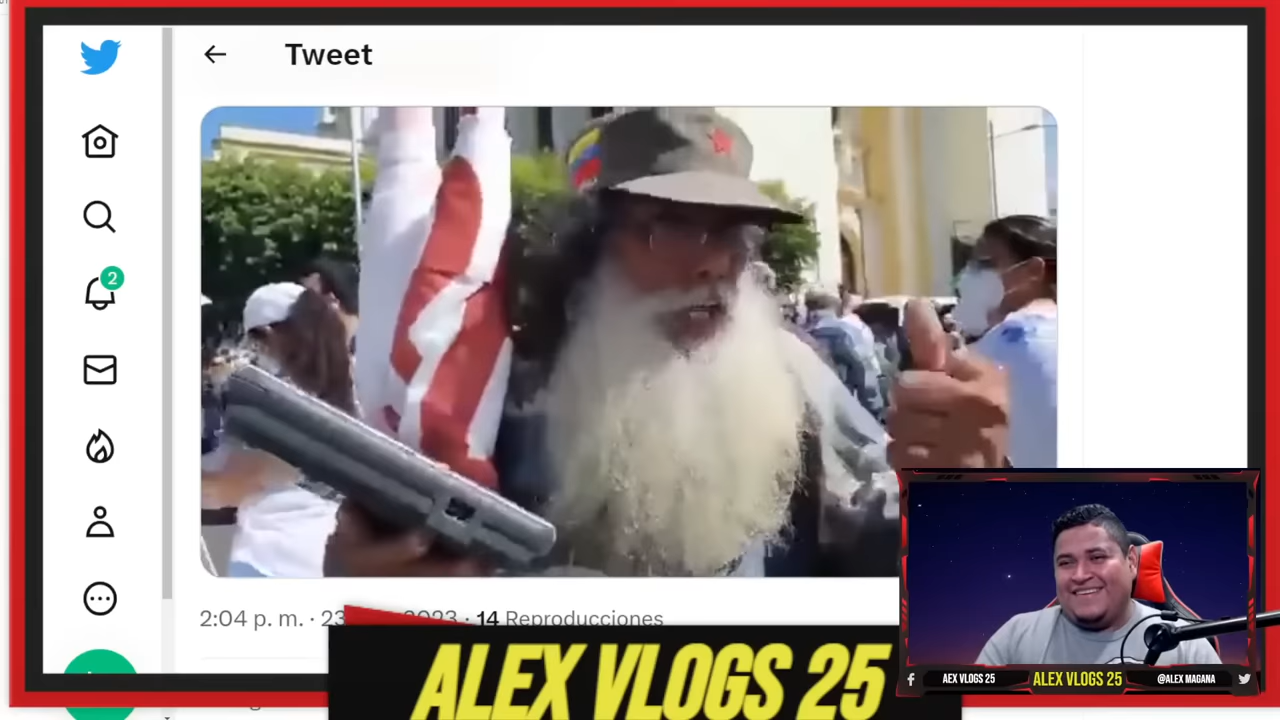 Tweet
2
2:04 p. m. · 23 2023 · 14 Reproducciones
ALEX VLOGS 25
AEX VLOGS 25
ALEX VLOGS 25
@ALEX MAGANA